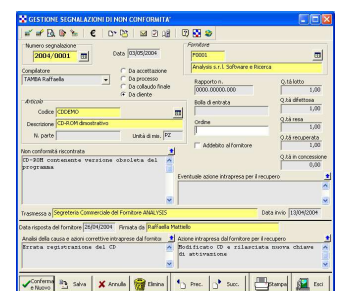 GESTIONE SEGNALAZIONI DI NON CONFORMITA'
Numero segnalazione
2004/0001
Data 03/05/2004
Fornitore
F0001
Analysis s.r.l. Software e Ricerca
Compilatore
TAMBA Raffaella
Da accettazione
Da processo
Da collaudo finale
Da cliente
Rapporto n.
0000.00000.000
Bolla di entrata
Ordine
Addebito al fornitore
Q.tà lotto
1,00
Q.tà difettosa
1,00
Q.tà resa
1,00
Q.tà recuperata
1,00
Q.tà in concessione
0,00
Articolo
Codice CDDEMO
Descrizione CD-ROM dimostrativo
N. parte
Unità di mis. PZ
Non conformità riscontrata
CD-ROM contenente versione obsoleta del
programma
Eventuale azione intrapresa per il recupero
Trasmessa a Segreteria Commerciale del Fornitore ANALYSIS
Data invio 13/04/2004
Data risposta del fornitore 26/04/2004 Firmata da Raffaella Mattiello
Analisi della causa e azioni correttive intraprese dal fornito
Errata registrazione del CD
Azione intrapresa dal fornitore per il recupero
Modificato CD e rilasciata nuova chiave
di attivazione
Conferma e Nuovo
Salva
Annulla
Elimina
Prec.
Succ.
Stampa
Esci